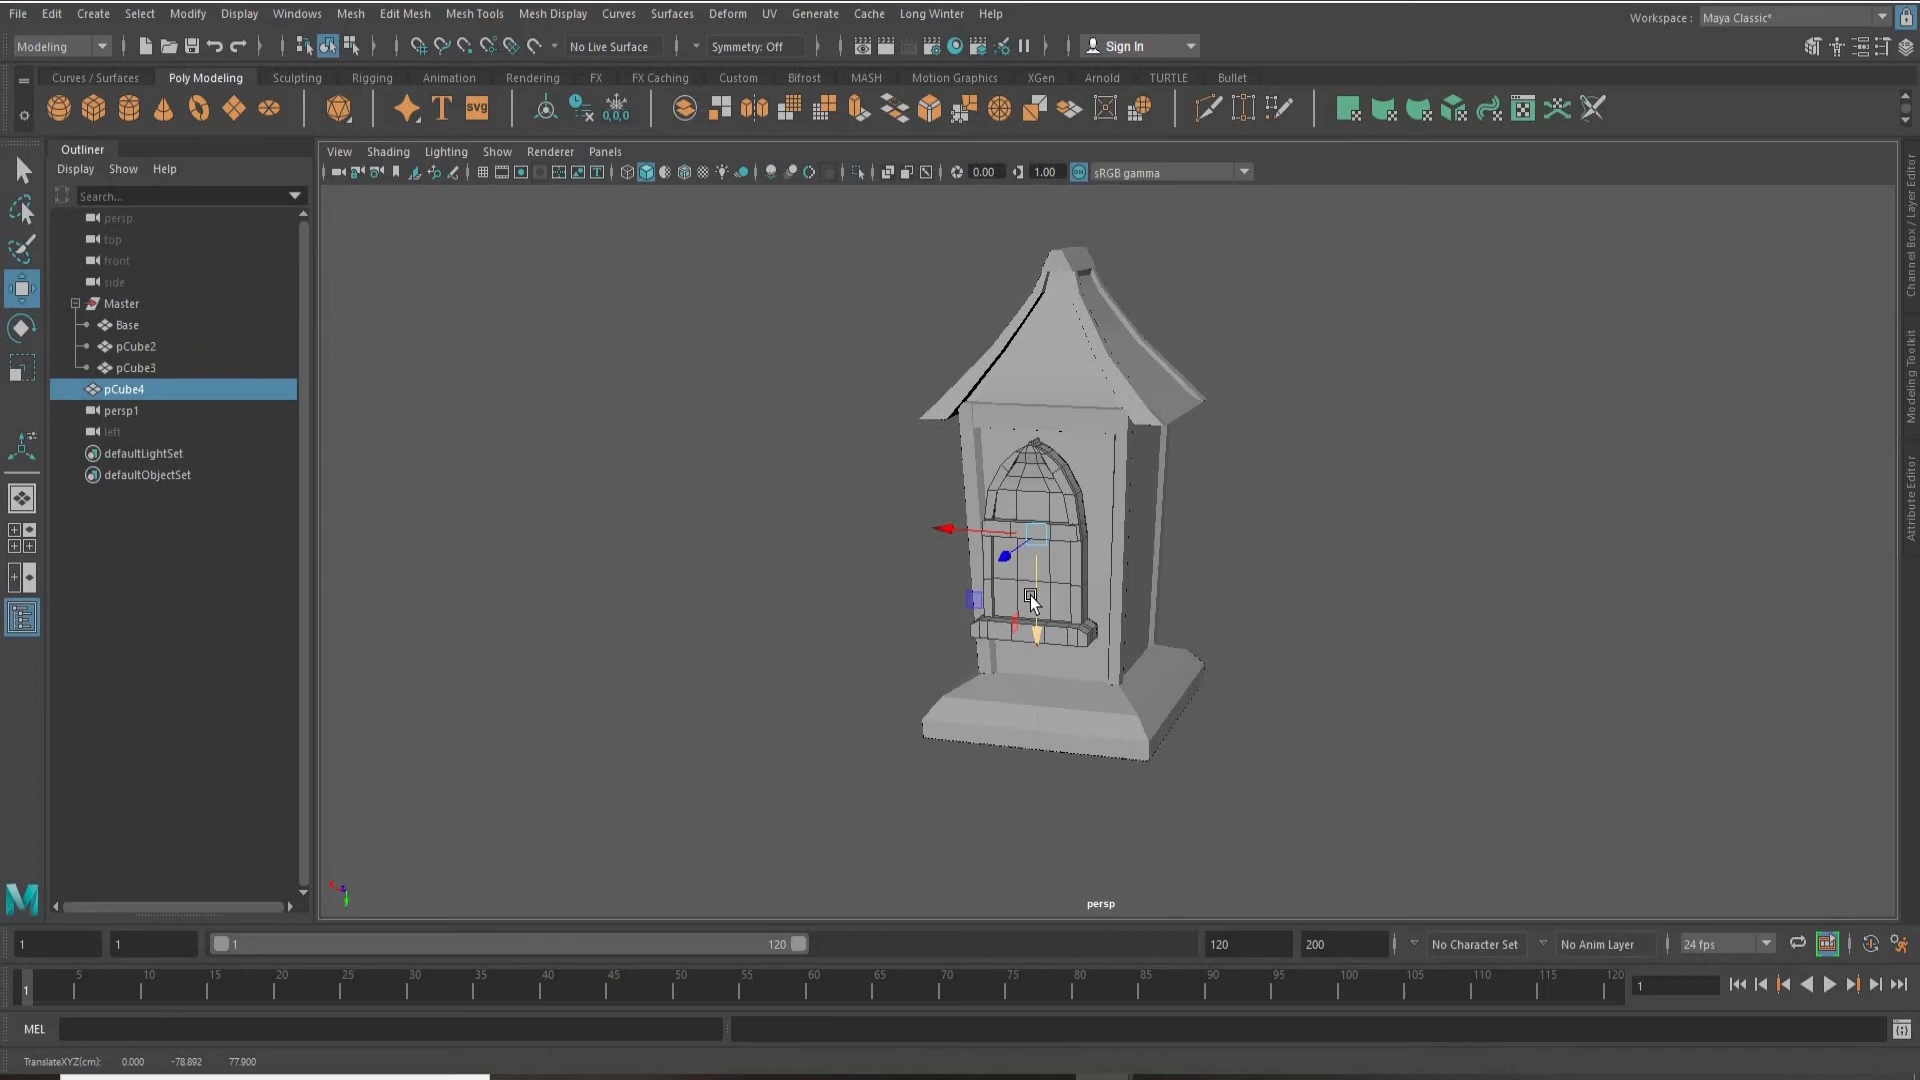 File Edit Create Select Modify Display Windows Mesh Edit Mesh Mesh Tools Mesh Display Curves Surfaces Deform UV Generate Cache Long Winter Help
Workspace : Maya Classic*
Modeling No Live Surface Symmetry: Off Sign In
Curves / Surfaces Poly Modeling Sculpting Rigging Animation Rendering FX FX Caching Custom Bifrost MASH Motion Graphics XGen Arnold TURTLE Bullet
T svg 0,0,0
Outliner
Display Show Help
Search...
persp
top
front
side
Master
Base
pCube2
pCube3
pCube4
persp1
left
defaultLightSet
defaultObjectSet
View Shading Lighting Show Renderer Panels
0.00 1.00 ON sRGB gamma
persp
Channel Box / Layer Editor
Modeling Toolkit
Attribute Editor
1 1 1 120 120 200 No Character Set No Anim Layer 24 fps
1 5 10 15 20 25 30 35 40 45 50 55 60 65 70 75 80 85 90 95 100 105 110 115 120 1
MEL
TranslateXYZ(cm): 0.000 -78.892 77.900